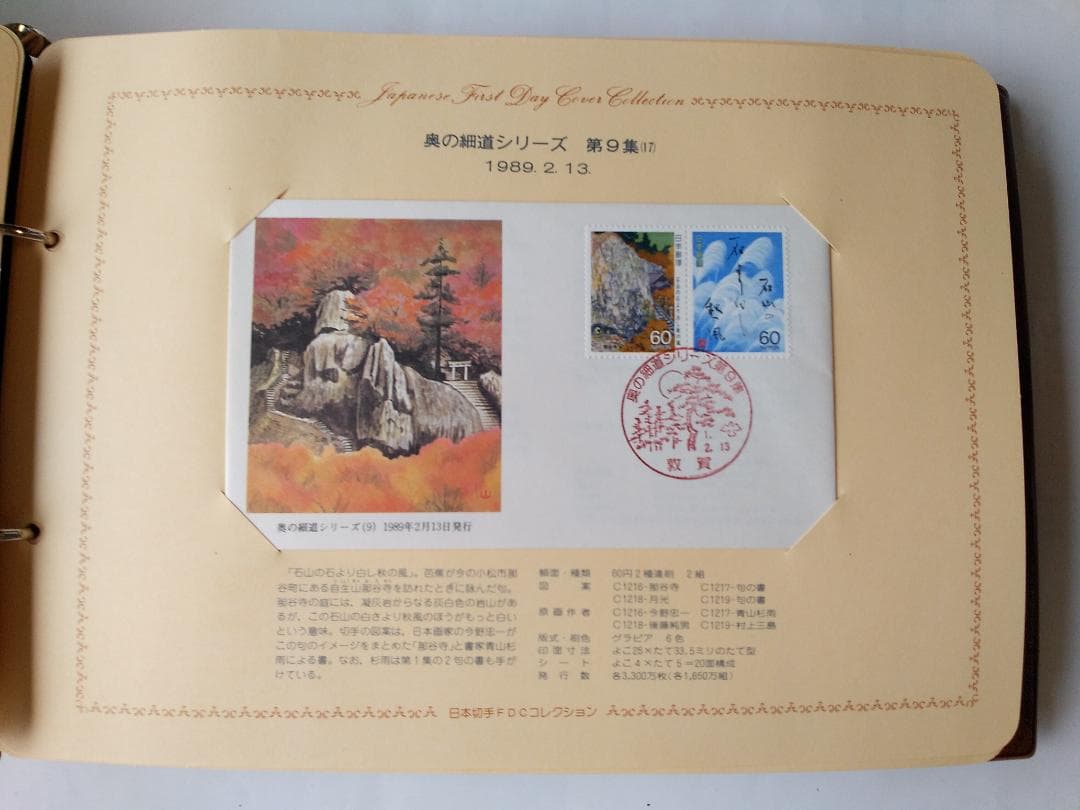 Japanese First Day Cover Collection
奥の細道シリーズ 第9集(17)
1989. 2. 13.
日本郵便
60
石山の
石より白し
秋風
60
奥の細道シリーズ第9集
1. 2. 13
敦賀
山
奥の細道シリーズ(9) 1989年2月13日発行
「石山の石より白し秋の風」。芭蕉が今の小松市那
谷町にある自生山那谷寺を訪れたときに詠んだ句。
那谷寺の庭には、凝灰岩からなる灰白色の岩山があ
るが、この石山の白さより秋風のほうがもっと白い
という意味。切手の図案は、日本画家の今野忠一が
この句のイメージをまとめた「那谷寺」と書家青山杉
雨による書。なお、杉雨は第1集の2句の書も手が
けている。
額面・種類 60円2種連刷 2組
図案 C1216・那谷寺 C1217・句の書
C1218・月光 C1219・句の書
原画作者 C1216・今野忠一 C1217・青山杉雨
C1218・後藤純男 C1219・村上三島
版式・刷色 グラビア 6色
印面寸法 よこ25×たて33.5ミリのたて型
シート よこ4×たて5=20面構成
発行数 各3,300万枚(各1,650万組)
日本切手FDCコレクション